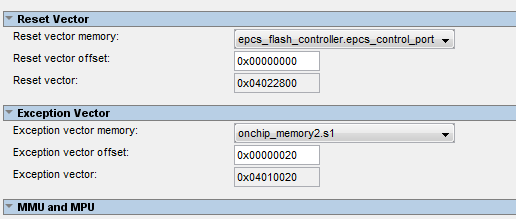 Reset Vector
Reset vector memory: epcs_flash_controller.epcs_control_port
Reset vector offset: 0x00000000
Reset vector: 0x04022800
Exception Vector
Exception vector memory: onchip_memory2.s1
Exception vector offset: 0x00000020
Exception vector: 0x04010020
MMU and MPU